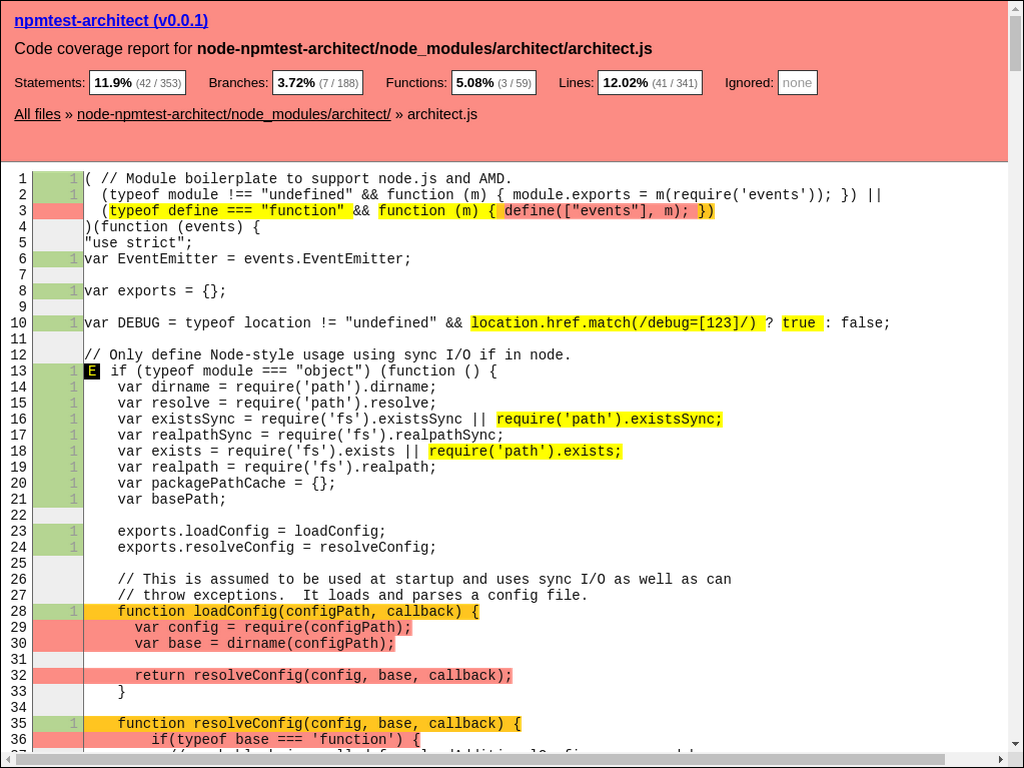 npmtest-architect (v0.0.1)
Code coverage report for node-npmtest-architect/node_modules/architect/architect.js
Statements: 11.9% (42 / 353) Branches: 3.72% (7 / 188) Functions: 5.08% (3 / 59) Lines: 12.02% (41 / 341) Ignored: none
All files » node-npmtest-architect/node_modules/architect/ » architect.js
1 1 ( // Module boilerplate to support node.js and AMD.
2 1 (typeof module !== "undefined" && function (m) { module.exports = m(require('events')); }) ||
3 (typeof define === "function" && function (m) { define(["events"], m); })
4 )(function (events) {
5 "use strict";
6 1 var EventEmitter = events.EventEmitter;
7
8 1 var exports = {};
9
10 1 var DEBUG = typeof location != "undefined" && location.href.match(/debug=[123]/) ? true : false;
11
12 // Only define Node-style usage using sync I/O if in node.
13 1 E if (typeof module === "object") (function () {
14 1 var dirname = require('path').dirname;
15 1 var resolve = require('path').resolve;
16 1 var existsSync = require('fs').existsSync || require('path').existsSync;
17 1 var realpathSync = require('fs').realpathSync;
18 1 var exists = require('fs').exists || require('path').exists;
19 1 var realpath = require('fs').realpath;
20 1 var packagePathCache = {};
21 1 var basePath;
22
23 1 exports.loadConfig = loadConfig;
24 1 exports.resolveConfig = resolveConfig;
25
26 // This is assumed to be used at startup and uses sync I/O as well as can
27 // throw exceptions.  It loads and parses a config file.
28 1 function loadConfig(configPath, callback) {
29 var config = require(configPath);
30 var base = dirname(configPath);
31
32 return resolveConfig(config, base, callback);
33 }
34
35 1 function resolveConfig(config, base, callback) {
36 if(typeof base === 'function') {